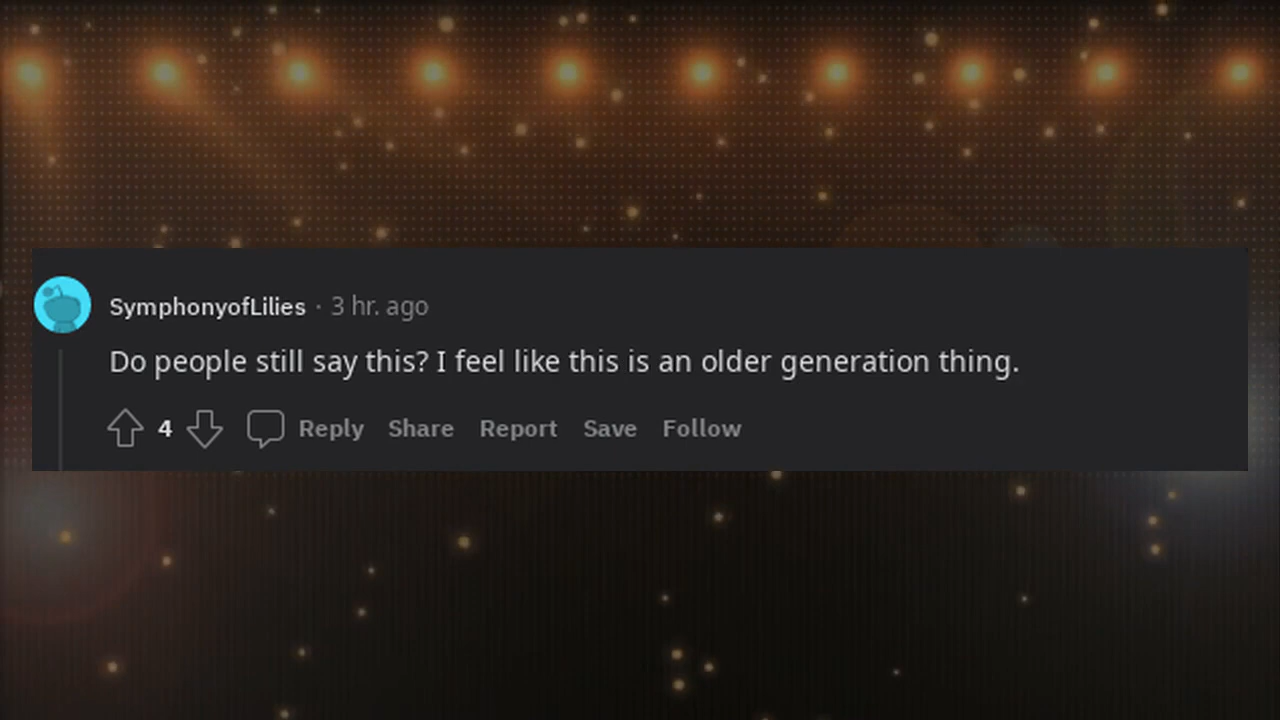 SymphonyofLilies · 3 hr. ago
Do people still say this? I feel like this is an older generation thing.
4 Reply Share Report Save Follow